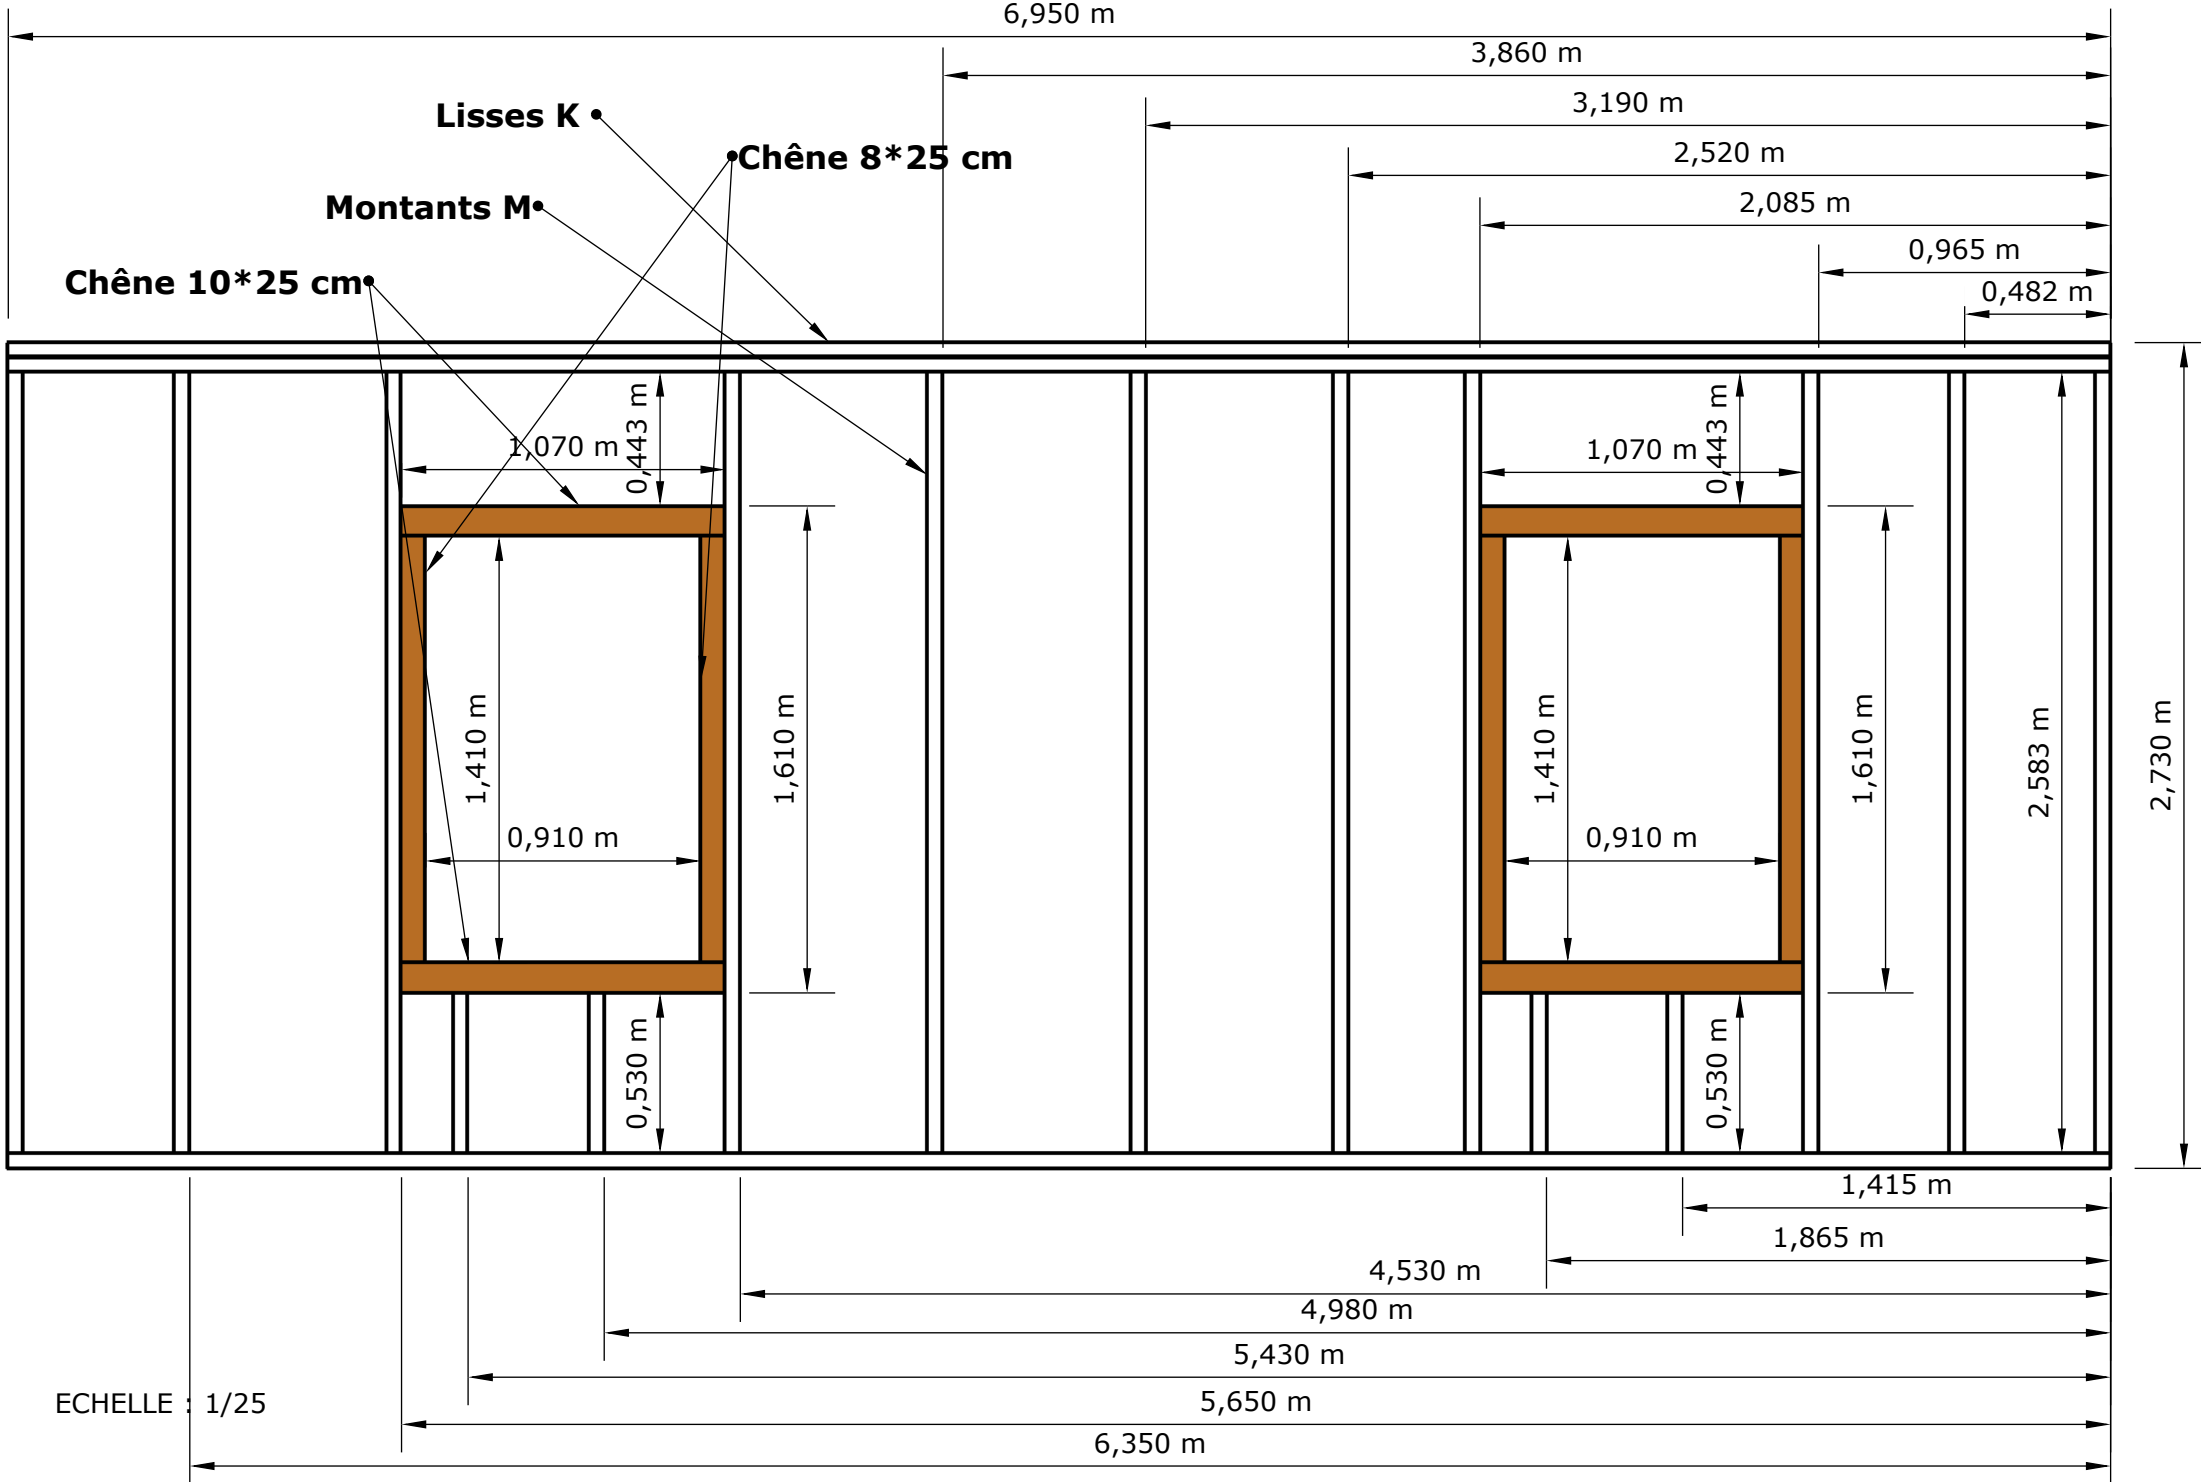 6,950 m
3,860 m
Lisses K
3,190 m
Chêne 8*25 cm
2,520 m
Montants M
2,085 m
0,965 m
Chêne 10*25 cm
0,482 m
1,070 m
0,443 m
1,070 m
0,443 m
1,410 m
1,610 m
1,410 m
1,610 m
2,583 m
2,730 m
0,910 m
0,910 m
0,530 m
0,530 m
1,415 m
1,865 m
4,530 m
4,980 m
5,430 m
ECHELLE : 1/25
5,650 m
6,350 m